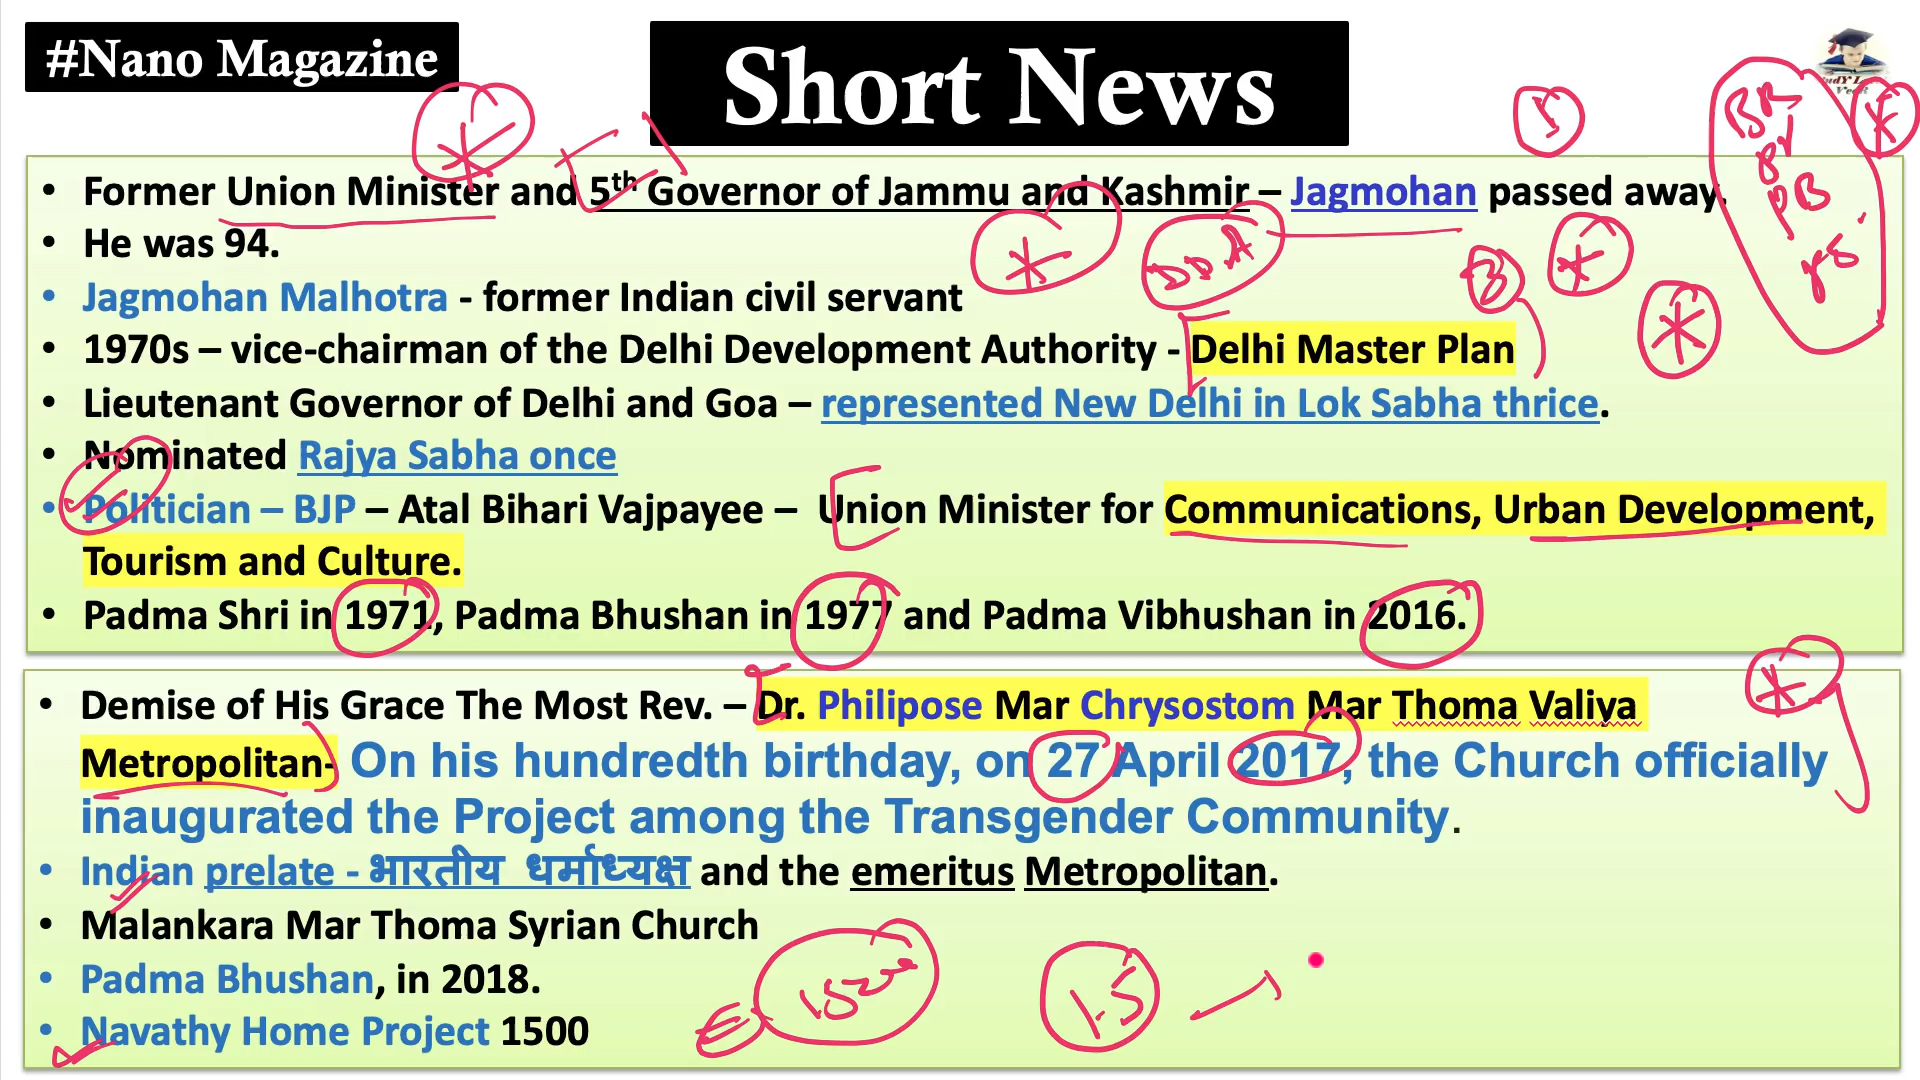 #Nano Magazine
Short News
• Former Union Minister and 5th Governor of Jammu and Kashmir – Jagmohan passed away.
• He was 94.
• Jagmohan Malhotra - former Indian civil servant
• 1970s – vice-chairman of the Delhi Development Authority - Delhi Master Plan
• Lieutenant Governor of Delhi and Goa – represented New Delhi in Lok Sabha thrice.
• Nominated Rajya Sabha once
• Politician – BJP – Atal Bihari Vajpayee – Union Minister for Communications, Urban Development,
Tourism and Culture.
• Padma Shri in 1971, Padma Bhushan in 1977 and Padma Vibhushan in 2016.
• Demise of His Grace The Most Rev. – Dr. Philipose Mar Chrysostom Mar Thoma Valiya
Metropolitan- On his hundredth birthday, on 27 April 2017, the Church officially
inaugurated the Project among the Transgender Community.
• Indian prelate - भारतीय धर्माध्यक्ष and the emeritus Metropolitan.
• Malankara Mar Thoma Syrian Church
• Padma Bhushan, in 2018.
• Navathy Home Project 1500
DDA
BR
PB
1.5